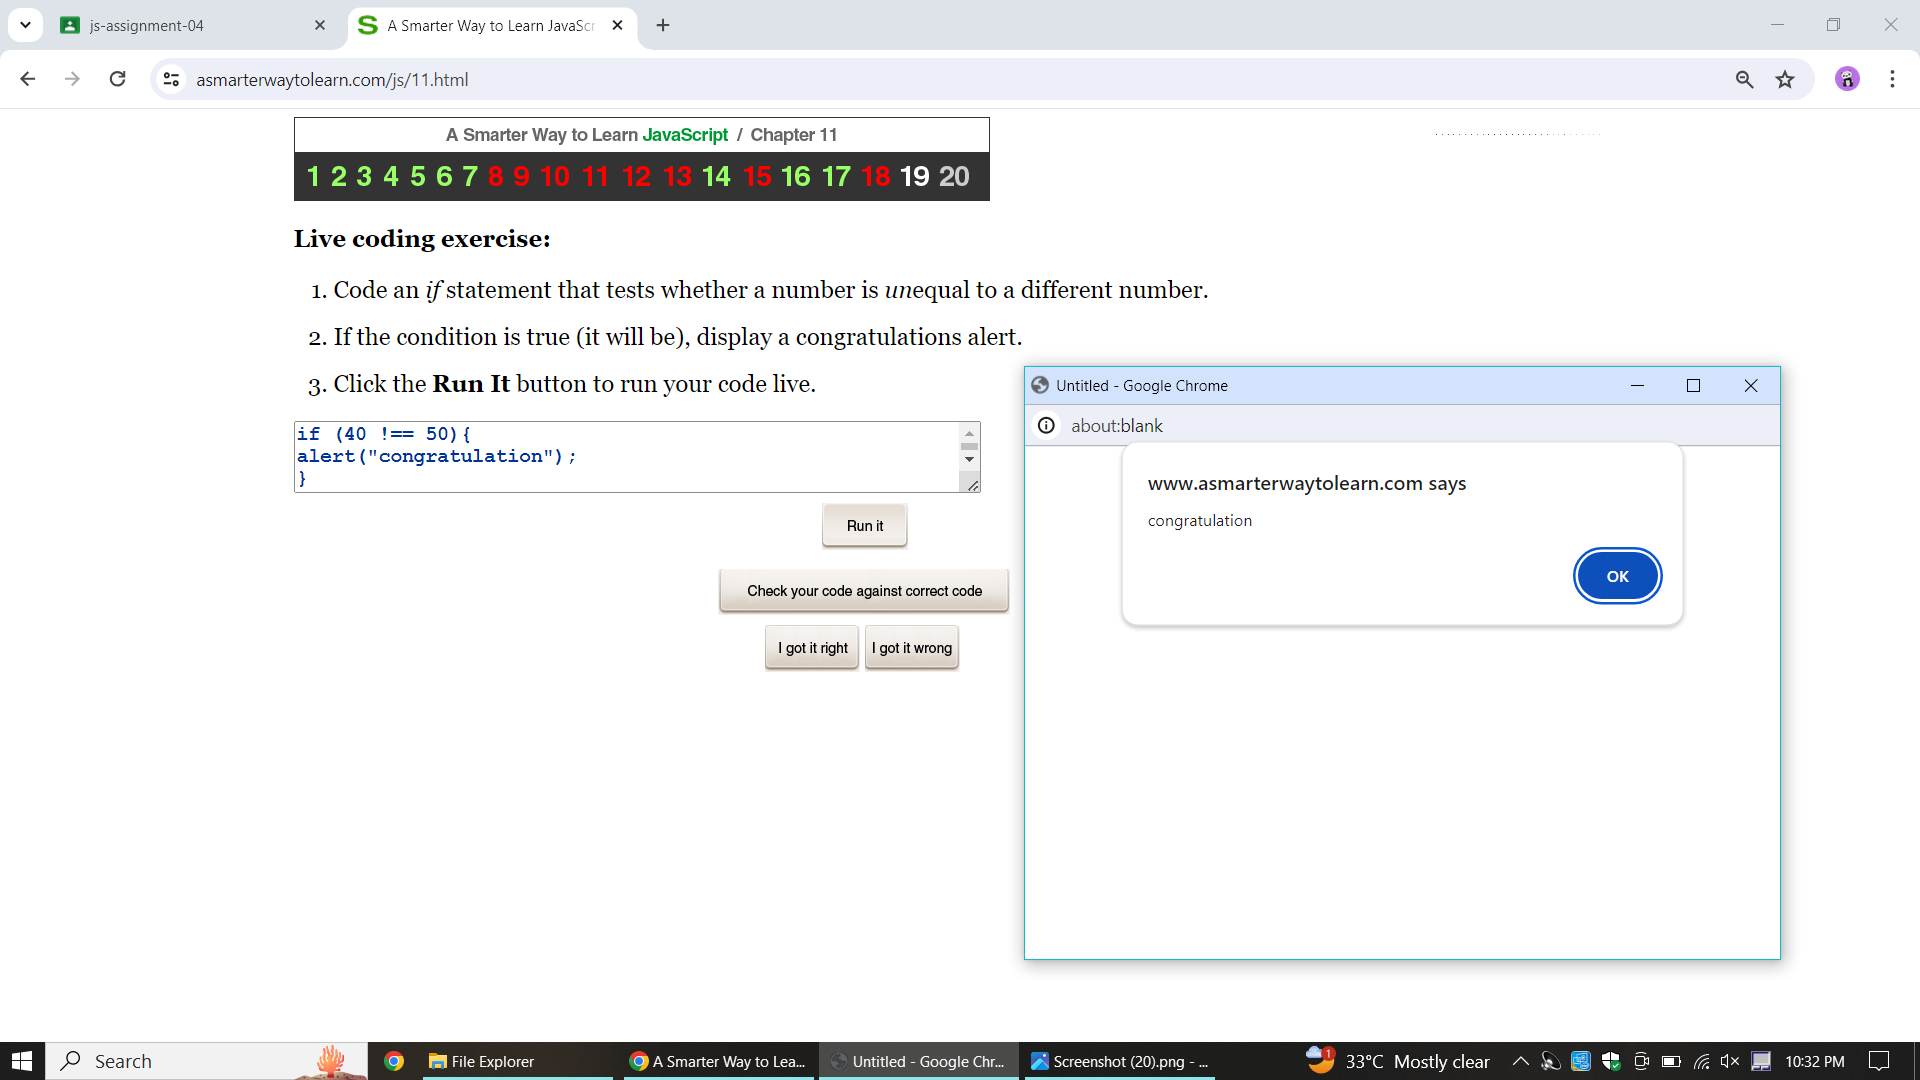 js-assignment-04
A Smarter Way to Learn JavaScr
asmarterwaytolearn.com/js/11.html
A Smarter Way to Learn JavaScript / Chapter 11
1 2 3 4 5 6 7 8 9 10 11 12 13 14 15 16 17 18 19 20
Live coding exercise:
1. Code an if statement that tests whether a number is unequal to a different number.
2. If the condition is true (it will be), display a congratulations alert.
3. Click the Run It button to run your code live.
if (40 !== 50){
alert("congratulation");
}
Run it
Check your code against correct code
I got it right
I got it wrong
Untitled - Google Chrome
about:blank
www.asmarterwaytolearn.com says
congratulation
OK
Search
File Explorer
A Smarter Way to Lea...
Untitled - Google Chr...
Screenshot (20).png - ...
1
33°C Mostly clear
10:32 PM